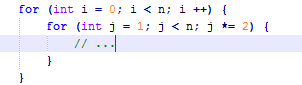 for (int i = 0; i < n; i ++) {
    for (int j = 1; j < n; j *= 2) {
        // ...
    }
}